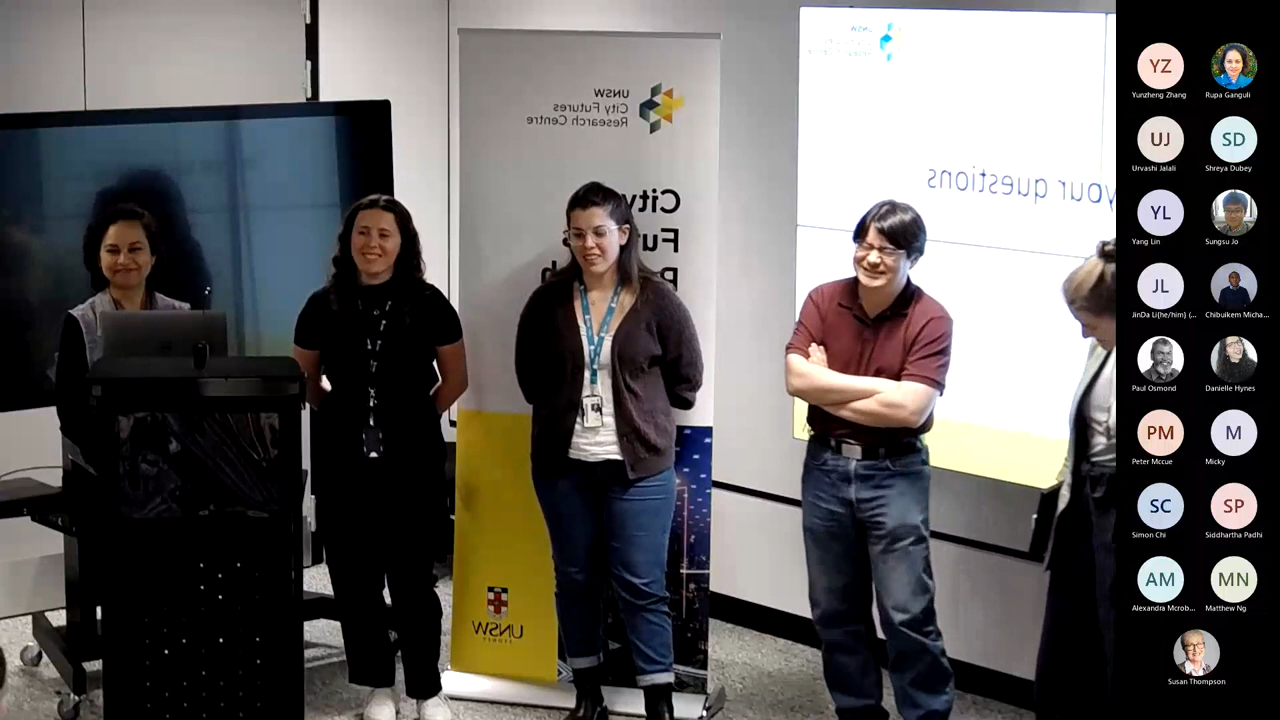 UNSW
City Futures
Research Centre
City
UNSW
SYDNEY
UNSW
your questions
YZ
Yunzheng Zhang
Rupa Ganguli
UJ
Urvashi Jalali
SD
Shreya Dubey
YL
Yang Lin
Sungsu Jo
JL
JinDa Li(he/him) (...
Chibuikem Micha...
Paul Osmond
Danielle Hynes
PM
Peter Mccue
M
Micky
SC
Simon Chi
SP
Siddhartha Padhi
AM
Alexandra Mcrob...
MN
Matthew Ng
Susan Thompson